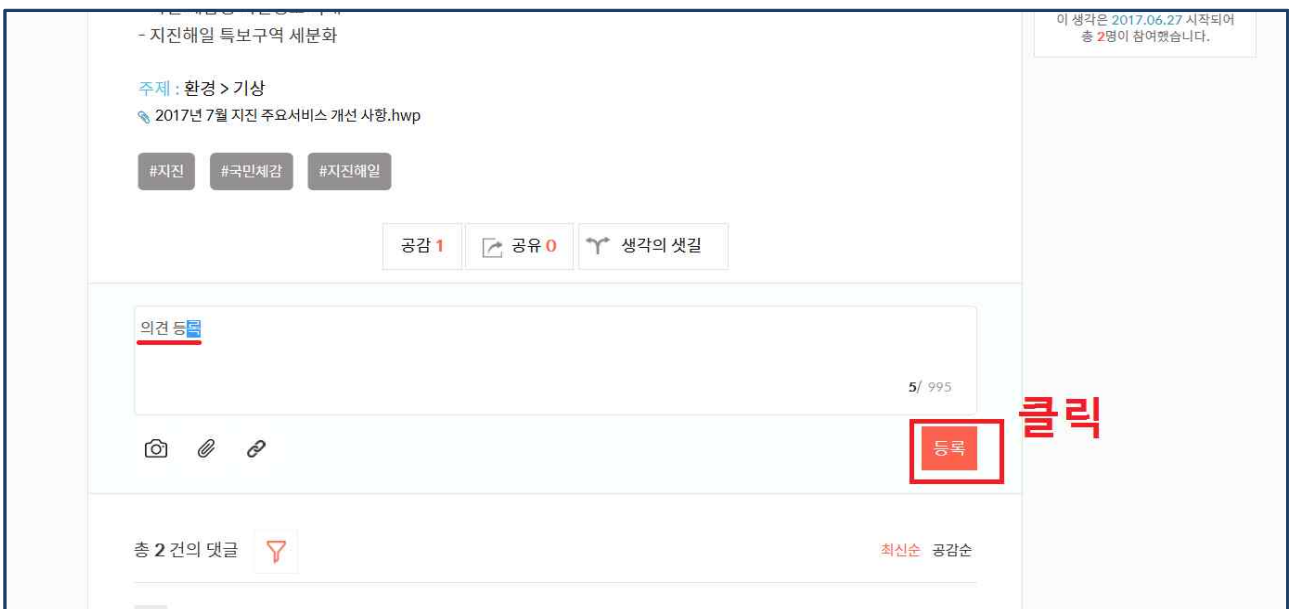 - 지진해일 특보구역 세분화
이 생각은 2017.06.27 시작되어
총 2명이 참여했습니다.
주제 : 환경 > 기상
2017년 7월 지진 주요서비스 개선 사항.hwp
#지진 #국민체감 #지진해일
공감 1 공유 0 생각의 샛길
의견 등록
5/ 995
클릭
등록
총 2 건의 댓글
최신순 공감순